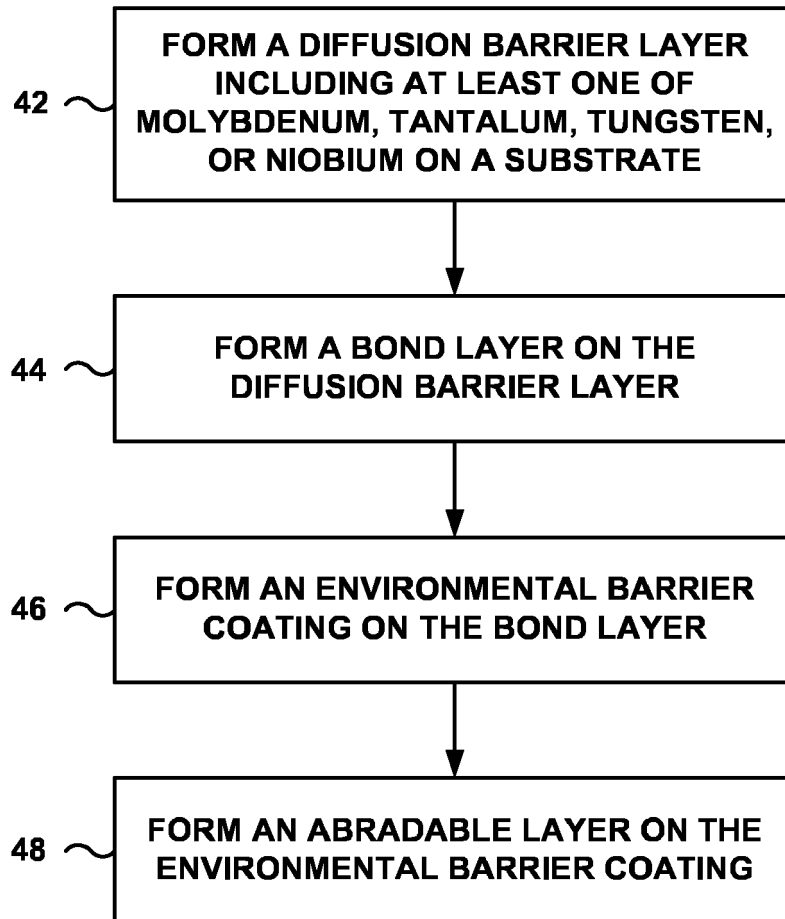 42
FORM A DIFFUSION BARRIER LAYER
INCLUDING AT LEAST ONE OF
MOLYBDENUM, TANTALUM, TUNGSTEN,
OR NIOBIUM ON A SUBSTRATE
44
FORM A BOND LAYER ON THE
DIFFUSION BARRIER LAYER
46
FORM AN ENVIRONMENTAL BARRIER
COATING ON THE BOND LAYER
48
FORM AN ABRADABLE LAYER ON THE
ENVIRONMENTAL BARRIER COATING